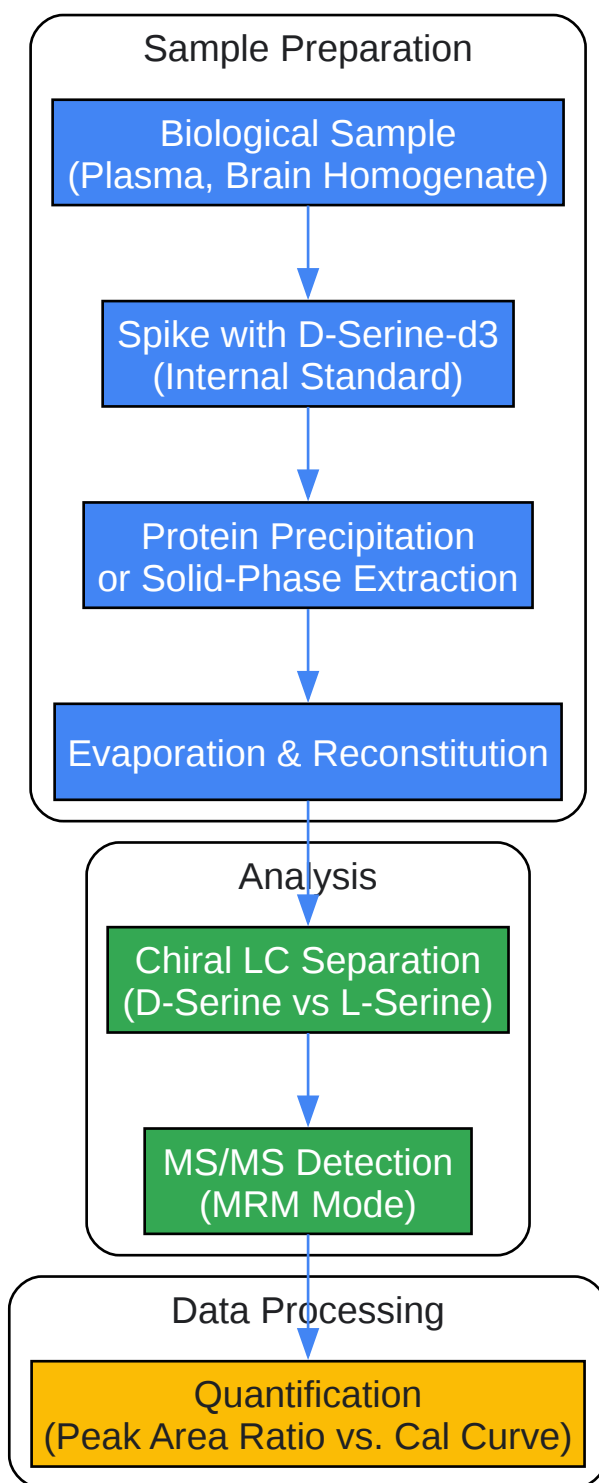 Sample Preparation
Biological Sample
(Plasma, Brain Homogenate)
Spike with D-Serine-d3
(Internal Standard)
Protein Precipitation
or Solid-Phase Extraction
Evaporation & Reconstitution
Analysis
Chiral LC Separation
(D-Serine vs L-Serine)
MS/MS Detection
(MRM Mode)
Data Processing
Quantification
(Peak Area Ratio vs. Cal Curve)